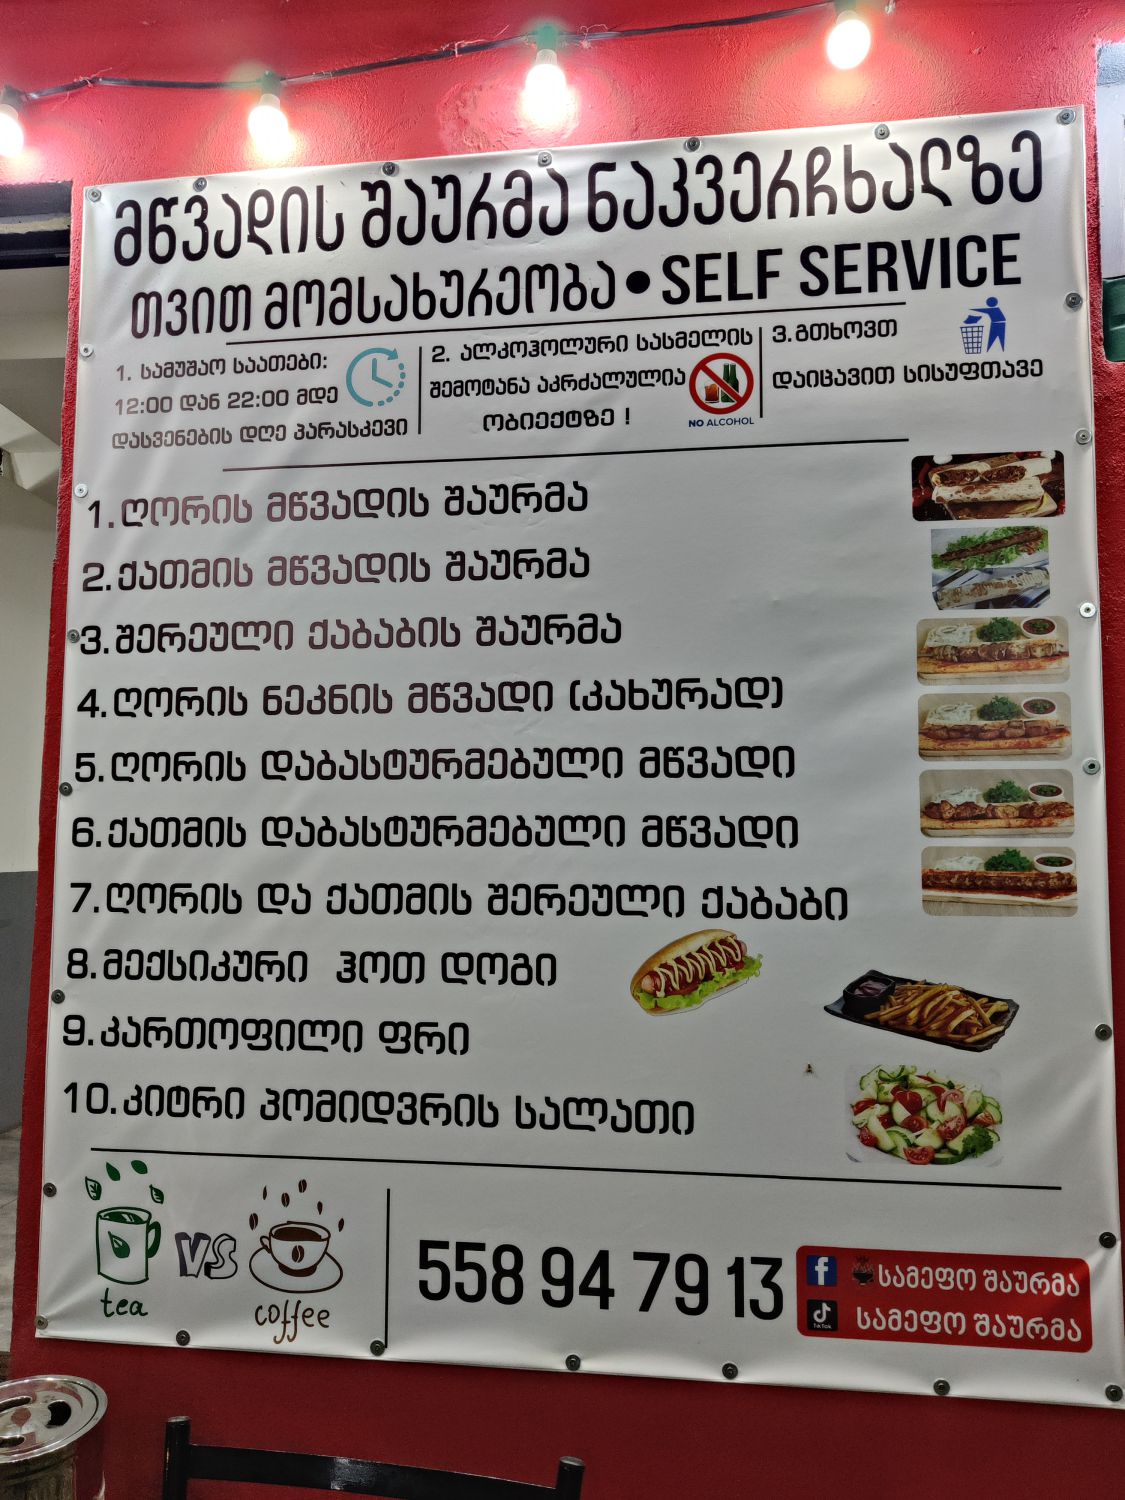 მწვადის შაურმა ნაკვერჩხალზე
თვით მომსახურეობა • SELF SERVICE
1. სამუშაო საათები:
12:00 დან 22:00 მდე
დასვენების დღე პარასკევი
2. ალკოჰოლური სასმელის
შემოტანა აკრძალულია
ობიექტზე !
NO ALCOHOL
3.გთხოვთ
დაიცავით სისუფთავე
1.ღორის მწვადის შაურმა
2.ქათმის მწვადის შაურმა
3.შერეული ქაბაბის შაურმა
4.ღორის ნეკნის მწვადი (კახურად)
5.ღორის დაბასტურმებული მწვადი
6.ქათმის დაბასტურმებული მწვადი
7.ღორის და ქათმის შერეული ქაბაბი
8.მექსიკური ჰოთ დოგი
9.კართოფილი ფრი
10.კიტრი პომიდვრის სალათი
tea VS coffee
558 94 79 13
სამეფო შაურმა
TikTok სამეფო შაურმა